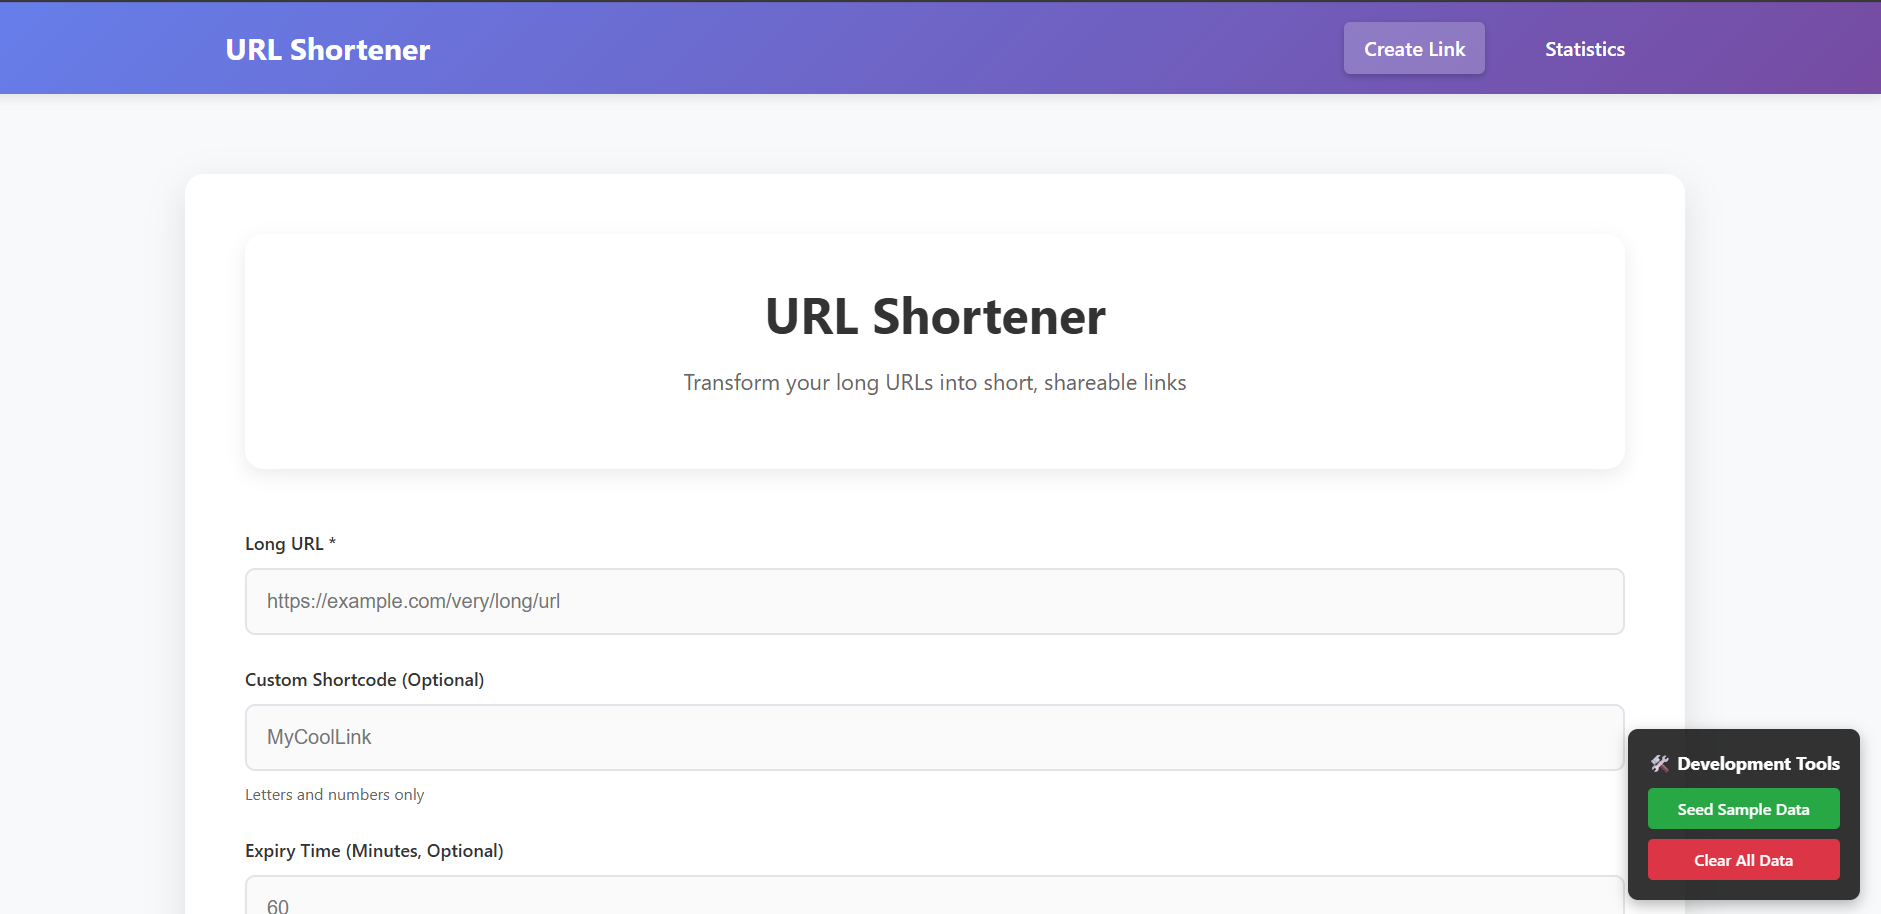 URL Shortener
Create Link
Statistics
URL Shortener
Transform your long URLs into short, shareable links
Long URL *
https://example.com/very/long/url
Custom Shortcode (Optional)
MyCoolLink
Letters and numbers only
Expiry Time (Minutes, Optional)
60
🛠️ Development Tools
Seed Sample Data
Clear All Data